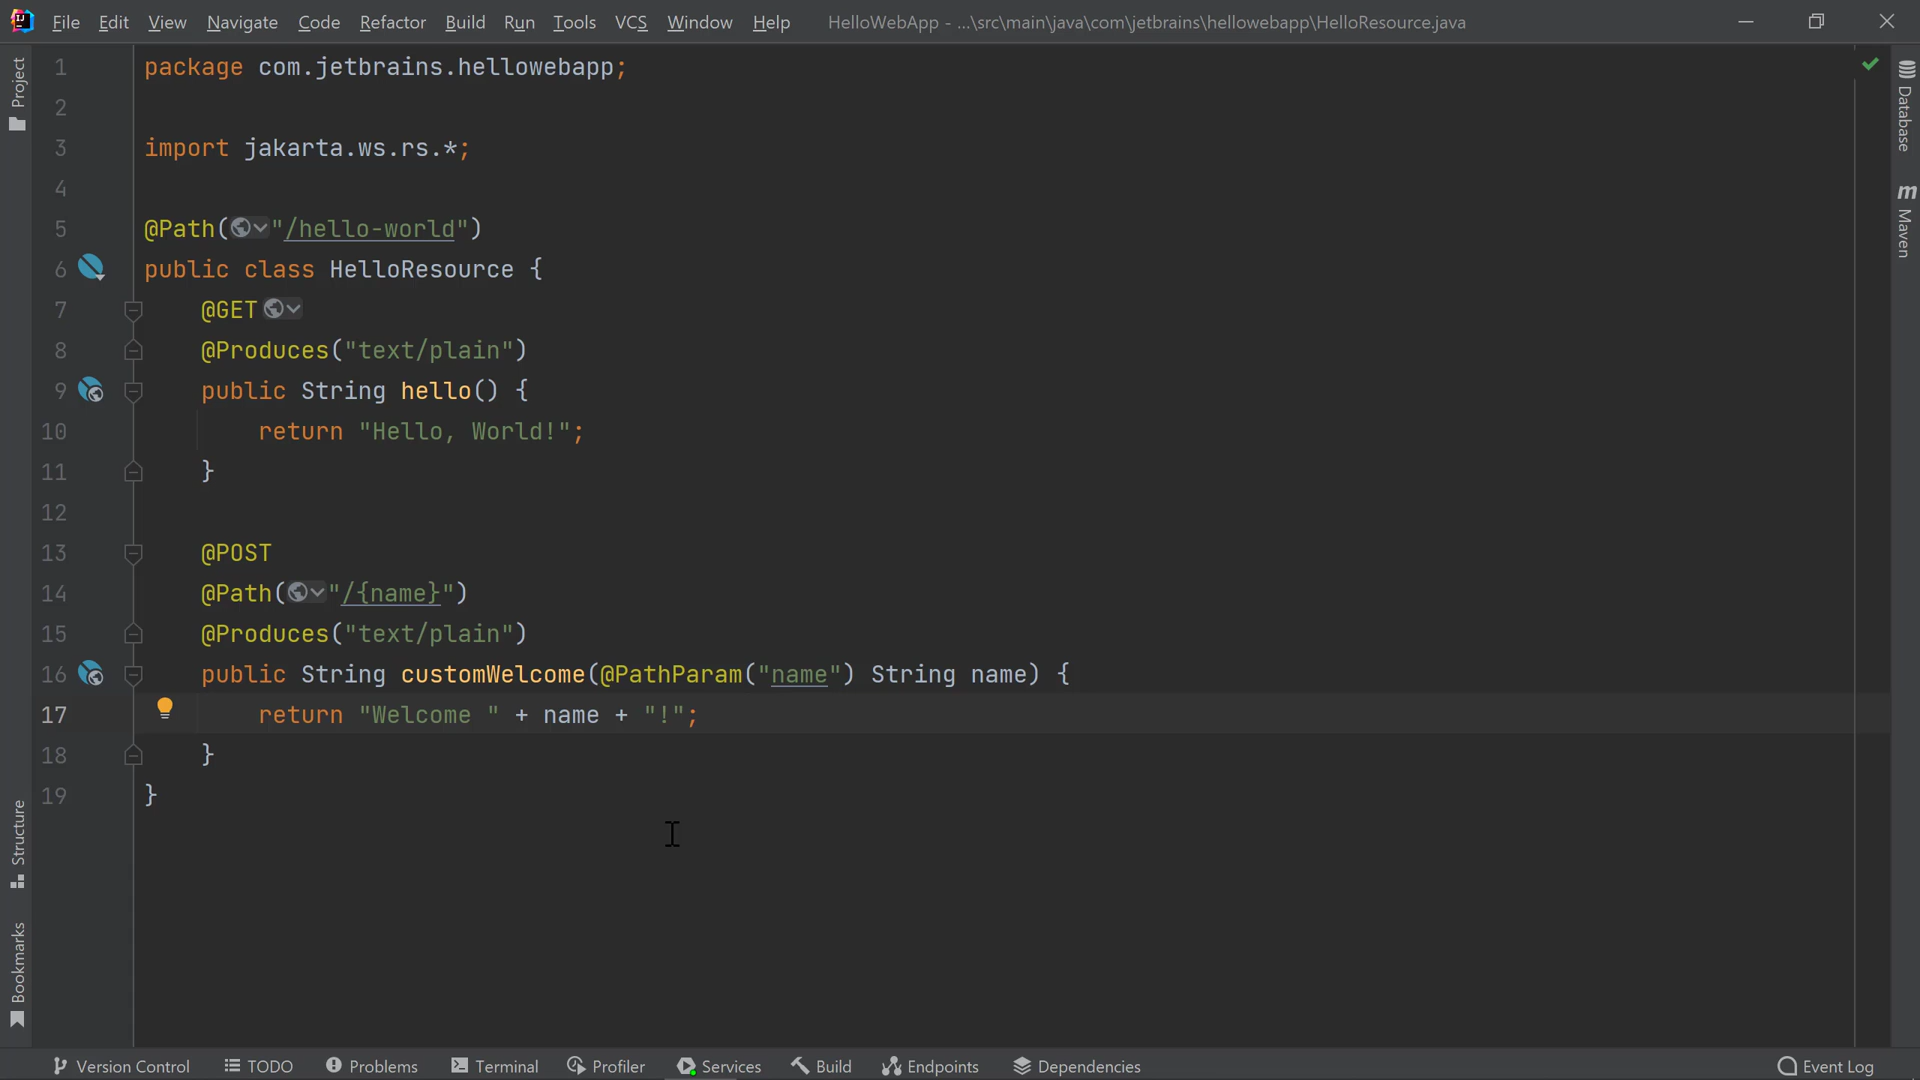 File Edit View Navigate Code Refactor Build Run Tools VCS Window Help HelloWebApp - ...\src\main\java\com\jetbrains\hellowebapp\HelloResource.java
Project
Structure
Bookmarks
1 package com.jetbrains.hellowebapp;
2
3 import jakarta.ws.rs.*;
4
5 @Path("/hello-world")
6 public class HelloResource {
7 @GET
8 @Produces("text/plain")
9 public String hello() {
10 return "Hello, World!";
11 }
12
13 @POST
14 @Path("/{name}")
15 @Produces("text/plain")
16 public String customWelcome(@PathParam("name") String name) {
17 return "Welcome " + name + "!";
18 }
19 }
Database
m Maven
Version Control TODO Problems Terminal Profiler Services Build Endpoints Dependencies Event Log